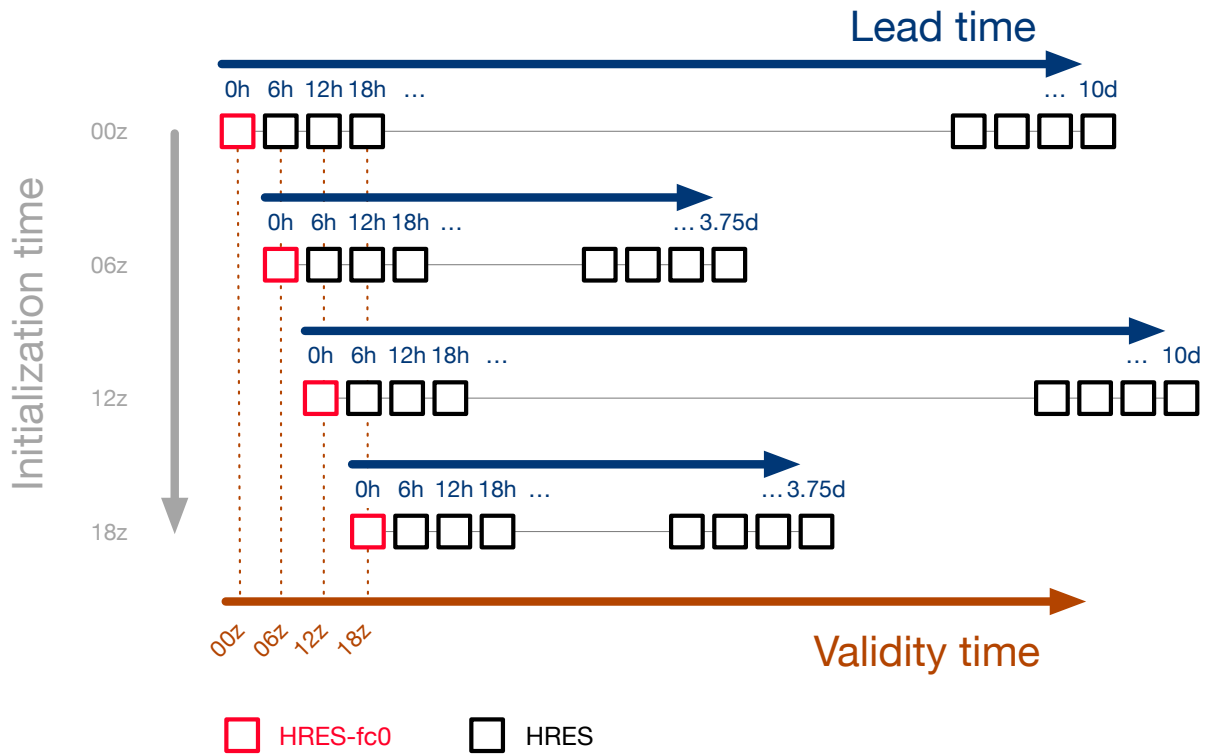 Lead time
0h 6h 12h 18h … … 10d
00z
0h 6h 12h 18h … … 3.75d
06z
0h 6h 12h 18h … … 10d
12z
0h 6h 12h 18h … … 3.75d
18z
Initialization time
00z 06z 12z 18z
Validity time
HRES-fc0 HRES